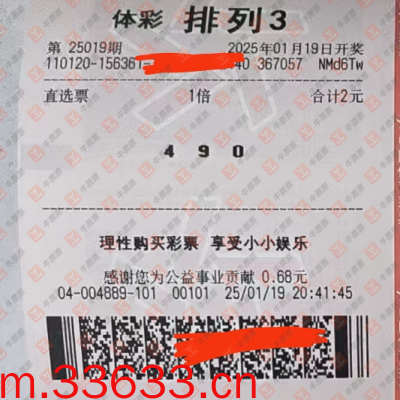 体彩 排列3
第 25019期 2025年01月19日开奖
110120-156361- 40 367057 NMd6Tw
直选票 1倍 合计2元
4 9 0
理性购买彩票 享受小小娱乐
感谢您为公益事业贡献 0.68元
04-004889-101 00101 25/01/19 20:41:45
m.33633.cn